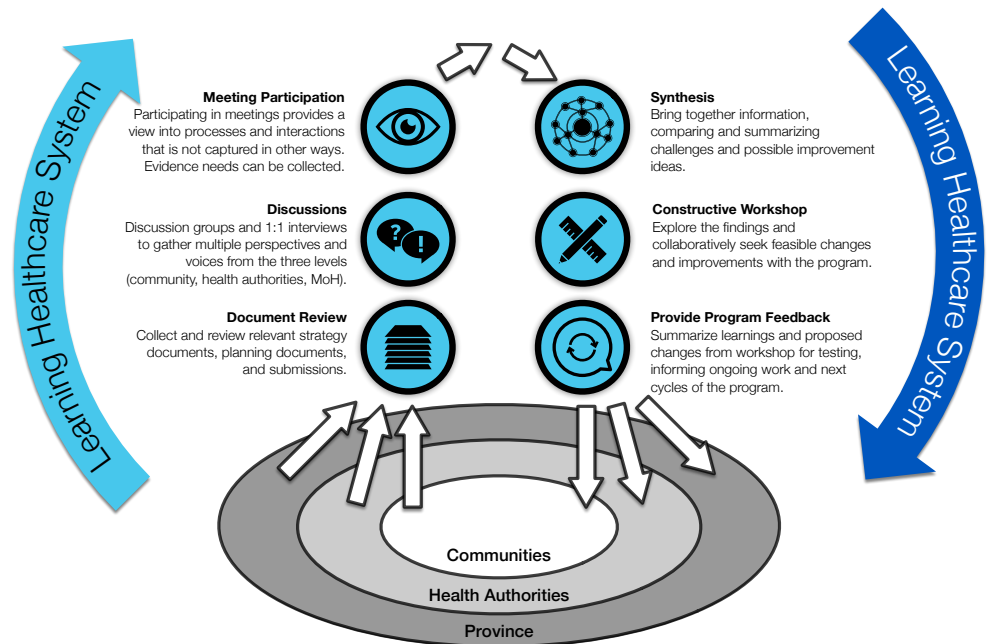 Learning Healthcare System
Meeting Participation
Participating in meetings provides a
view into processes and interactions
that is not captured in other ways.
Evidence needs can be collected.
Discussions
Discussion groups and 1:1 interviews
to gather multiple perspectives and
voices from the three levels
(community, health authorities, MoH).
Document Review
Collect and review relevant strategy
documents, planning documents,
and submissions.
?
!
Synthesis
Bring together information,
comparing and summarizing
challenges and possible improvement
ideas.
Constructive Workshop
Explore the findings and
collaboratively seek feasible changes
and improvements with the program.
Provide Program Feedback
Summarize learnings and proposed
changes from workshop for testing,
informing ongoing work and next
cycles of the program.
Learning Healthcare System
Communities
Health Authorities
Province